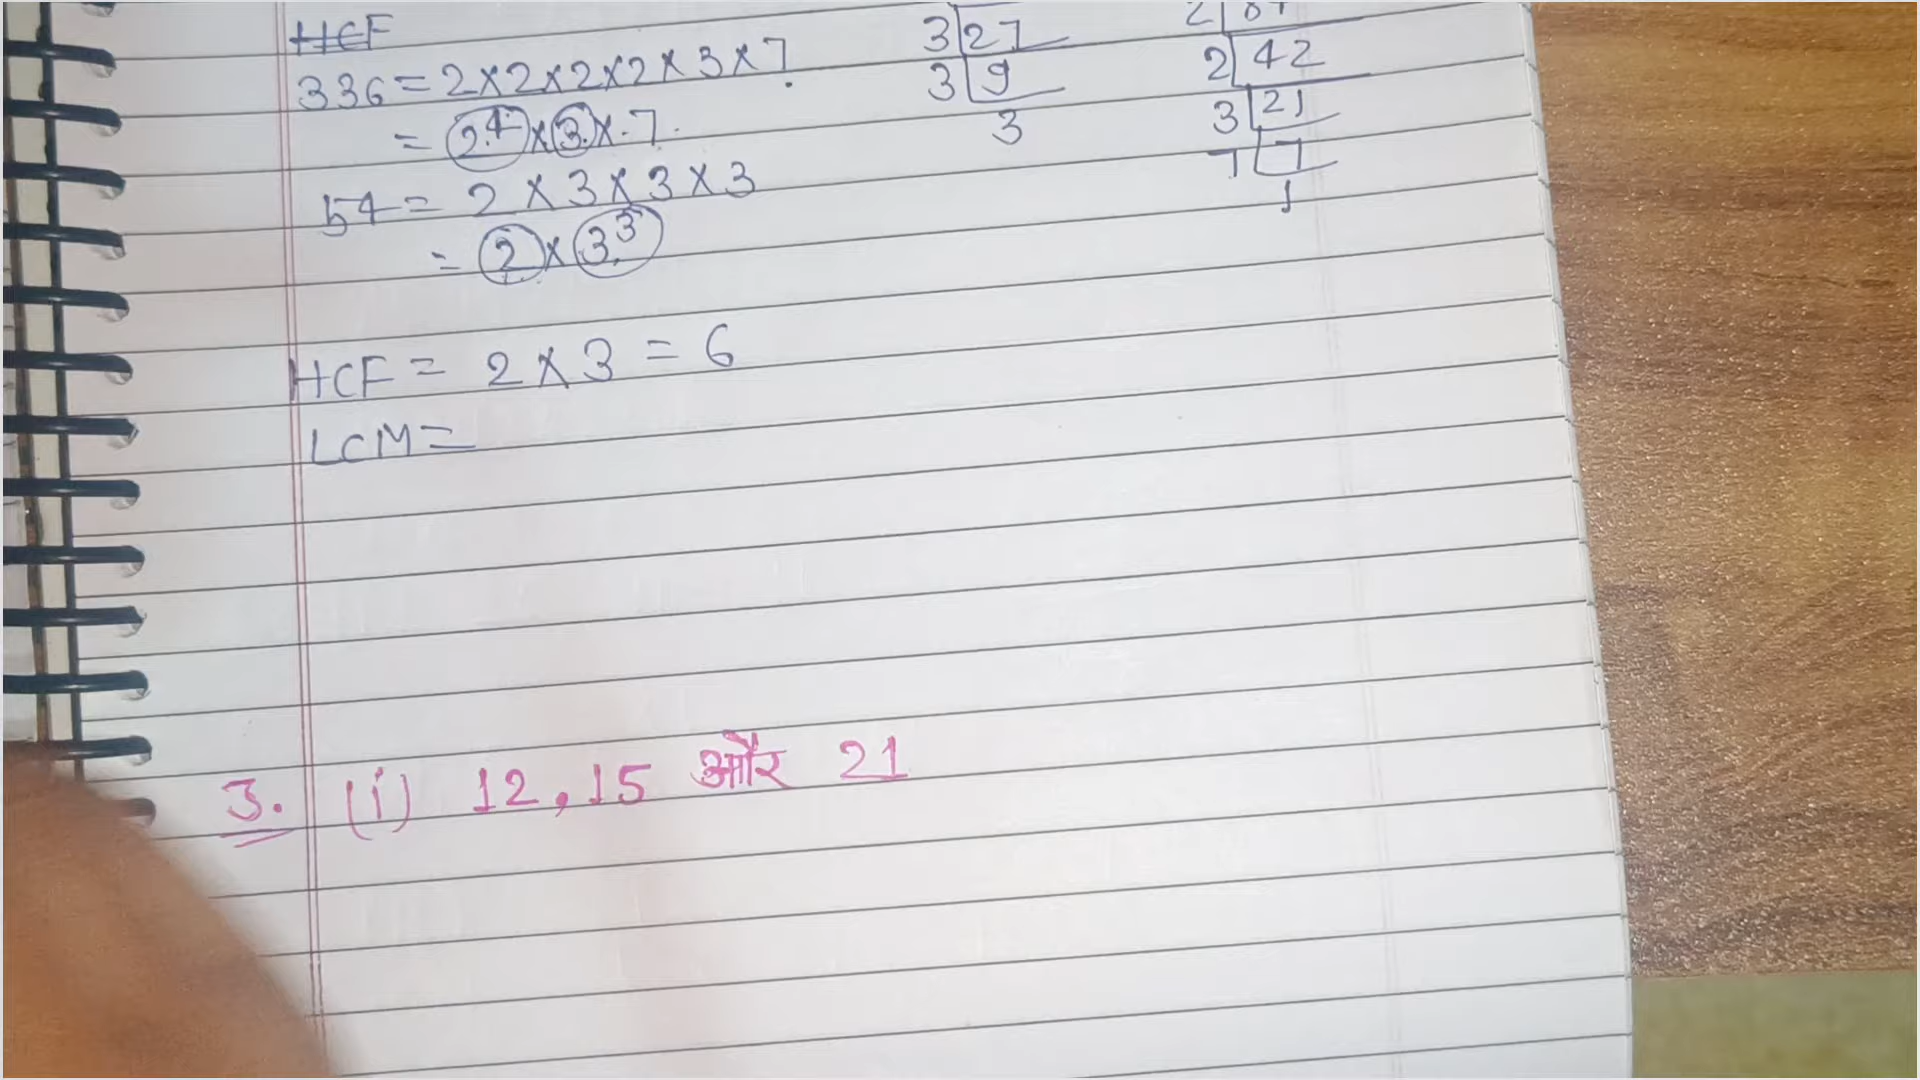 HCF
336 = 2×2×2×2×3×7.
= 2⁴×3×7.
54 = 2×3×3×3
= 2×3³
HCF = 2×3 = 6
LCM =
3 27
3 9
3
2 84
2 42
3 21
7 7
1
3. (i) 12, 15 और 21